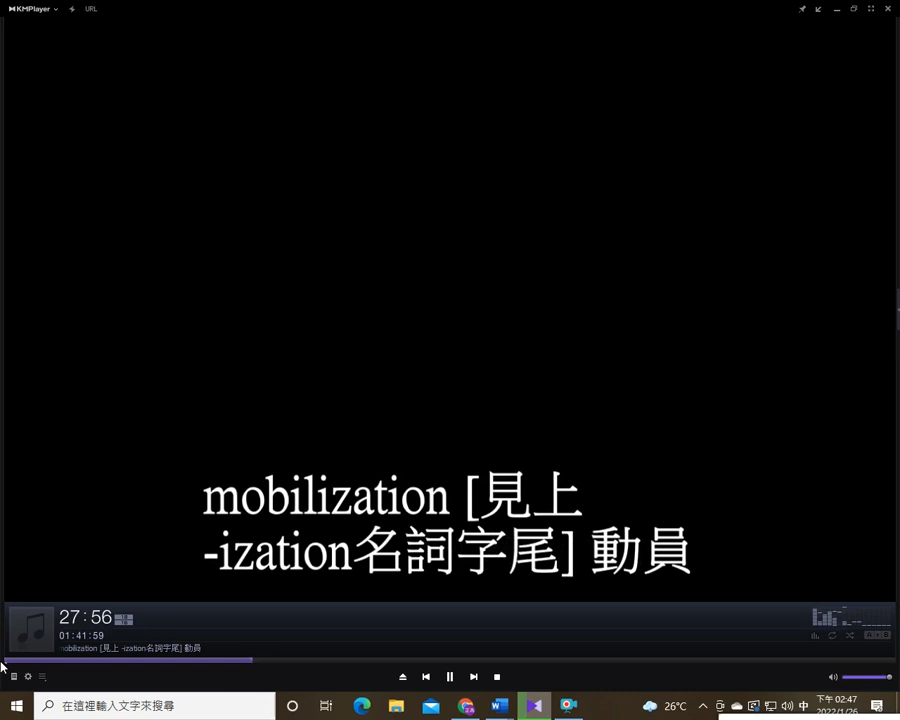 KMPlayer
URL
mobilization [見上
-ization名詞字尾] 動員
27:56
01:41:59
mobilization [見上 -ization名詞字尾] 動員
在這裡輸入文字來搜尋
26°C
中
下午 02:47
2022/1/26